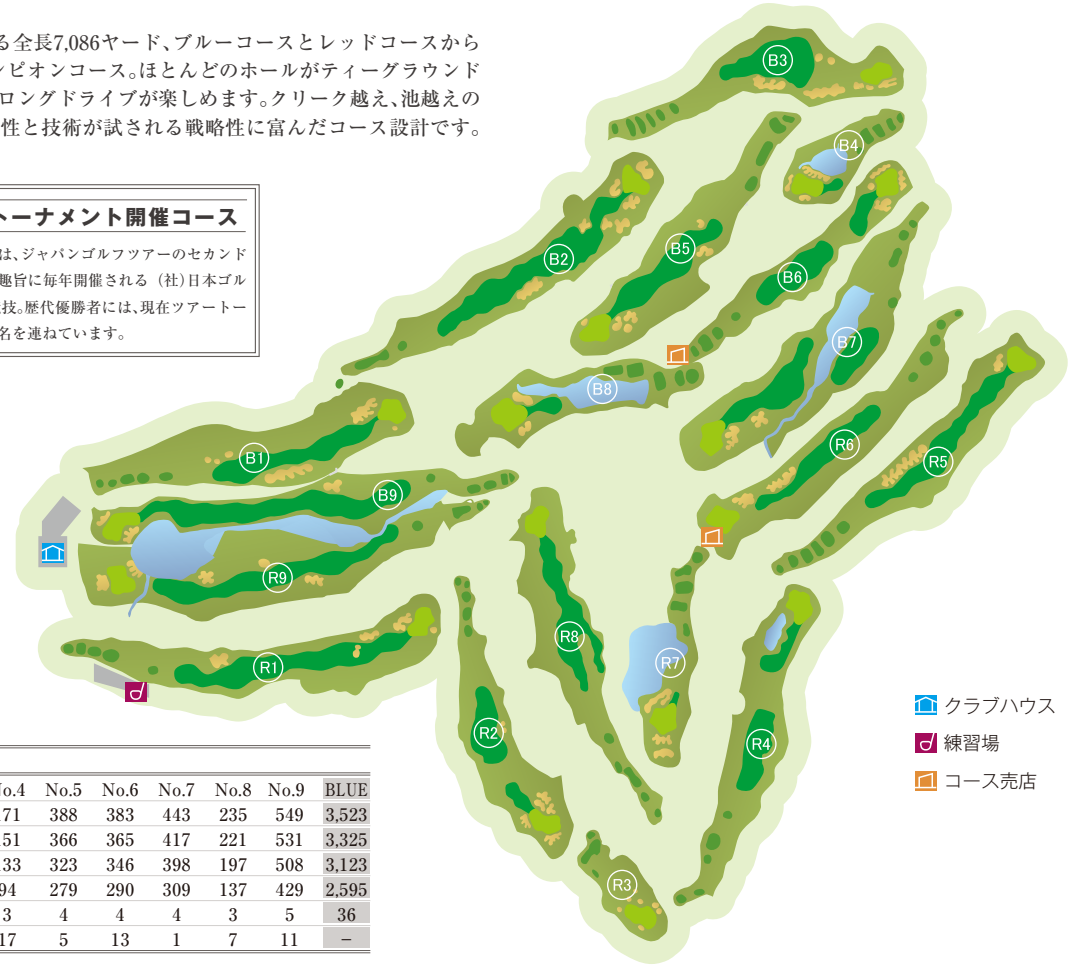 る全長7,086ヤード、ブルーコースとレッドコースから
ンピオンコース。ほとんどのホールがティーグラウンド
ロングドライブが楽しめます。クリーク越え、池越えの
性と技術が試される戦略性に富んだコース設計です。
トーナメント開催コース
は、ジャパンゴルフツアーのセカンド
趣旨に毎年開催される (社)日本ゴル
技。歴代優勝者には、現在ツアートー
名を連ねています。
B3
B4
B2
B5
B6
B7
B8
B1
R6
R5
B9
R9
R8
R7
R1
R2
R4
R3
クラブハウス
練習場
コース売店
No.4 No.5 No.6 No.7 No.8 No.9 BLUE
171 388 383 443 235 549 3,523
151 366 365 417 221 531 3,325
133 323 346 398 197 508 3,123
94 279 290 309 137 429 2,595
3 4 4 4 3 5 36
17 5 13 1 7 11 –